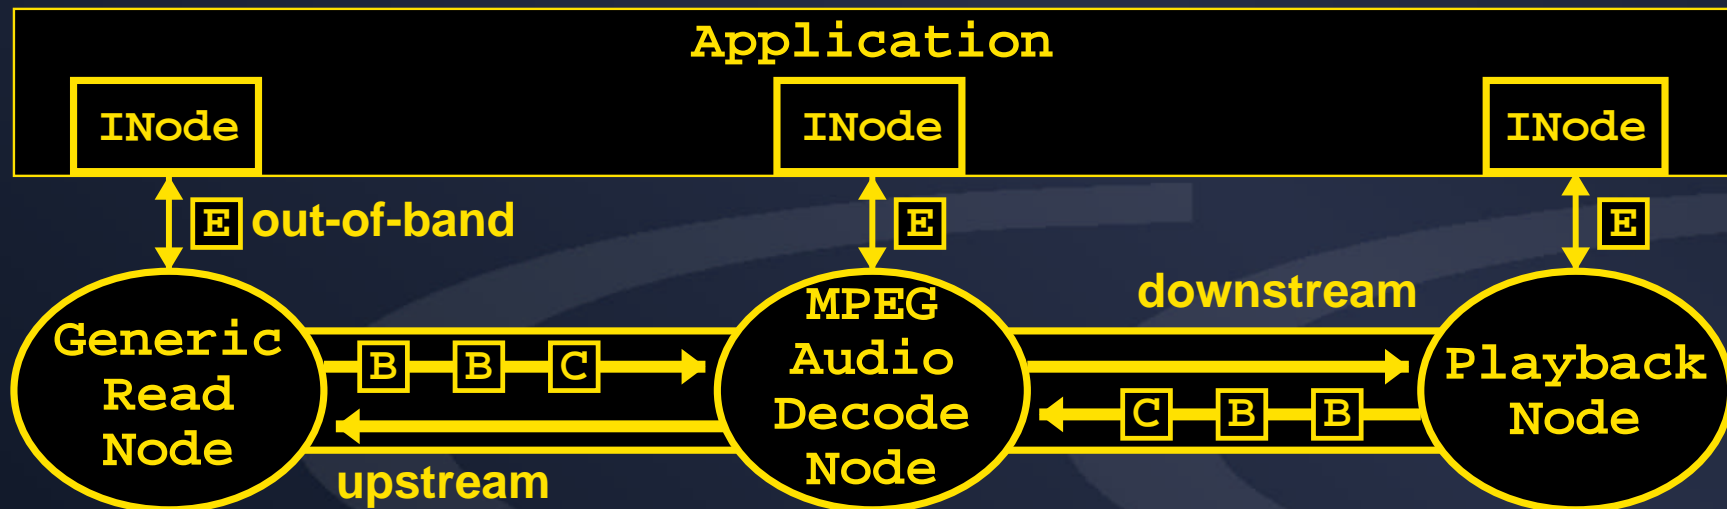 Application
INode
INode
INode
E out-of-band
E
E
downstream
Generic
Read
Node
B B C
MPEG
Audio
Decode
Node
C B B
Playback
Node
upstream